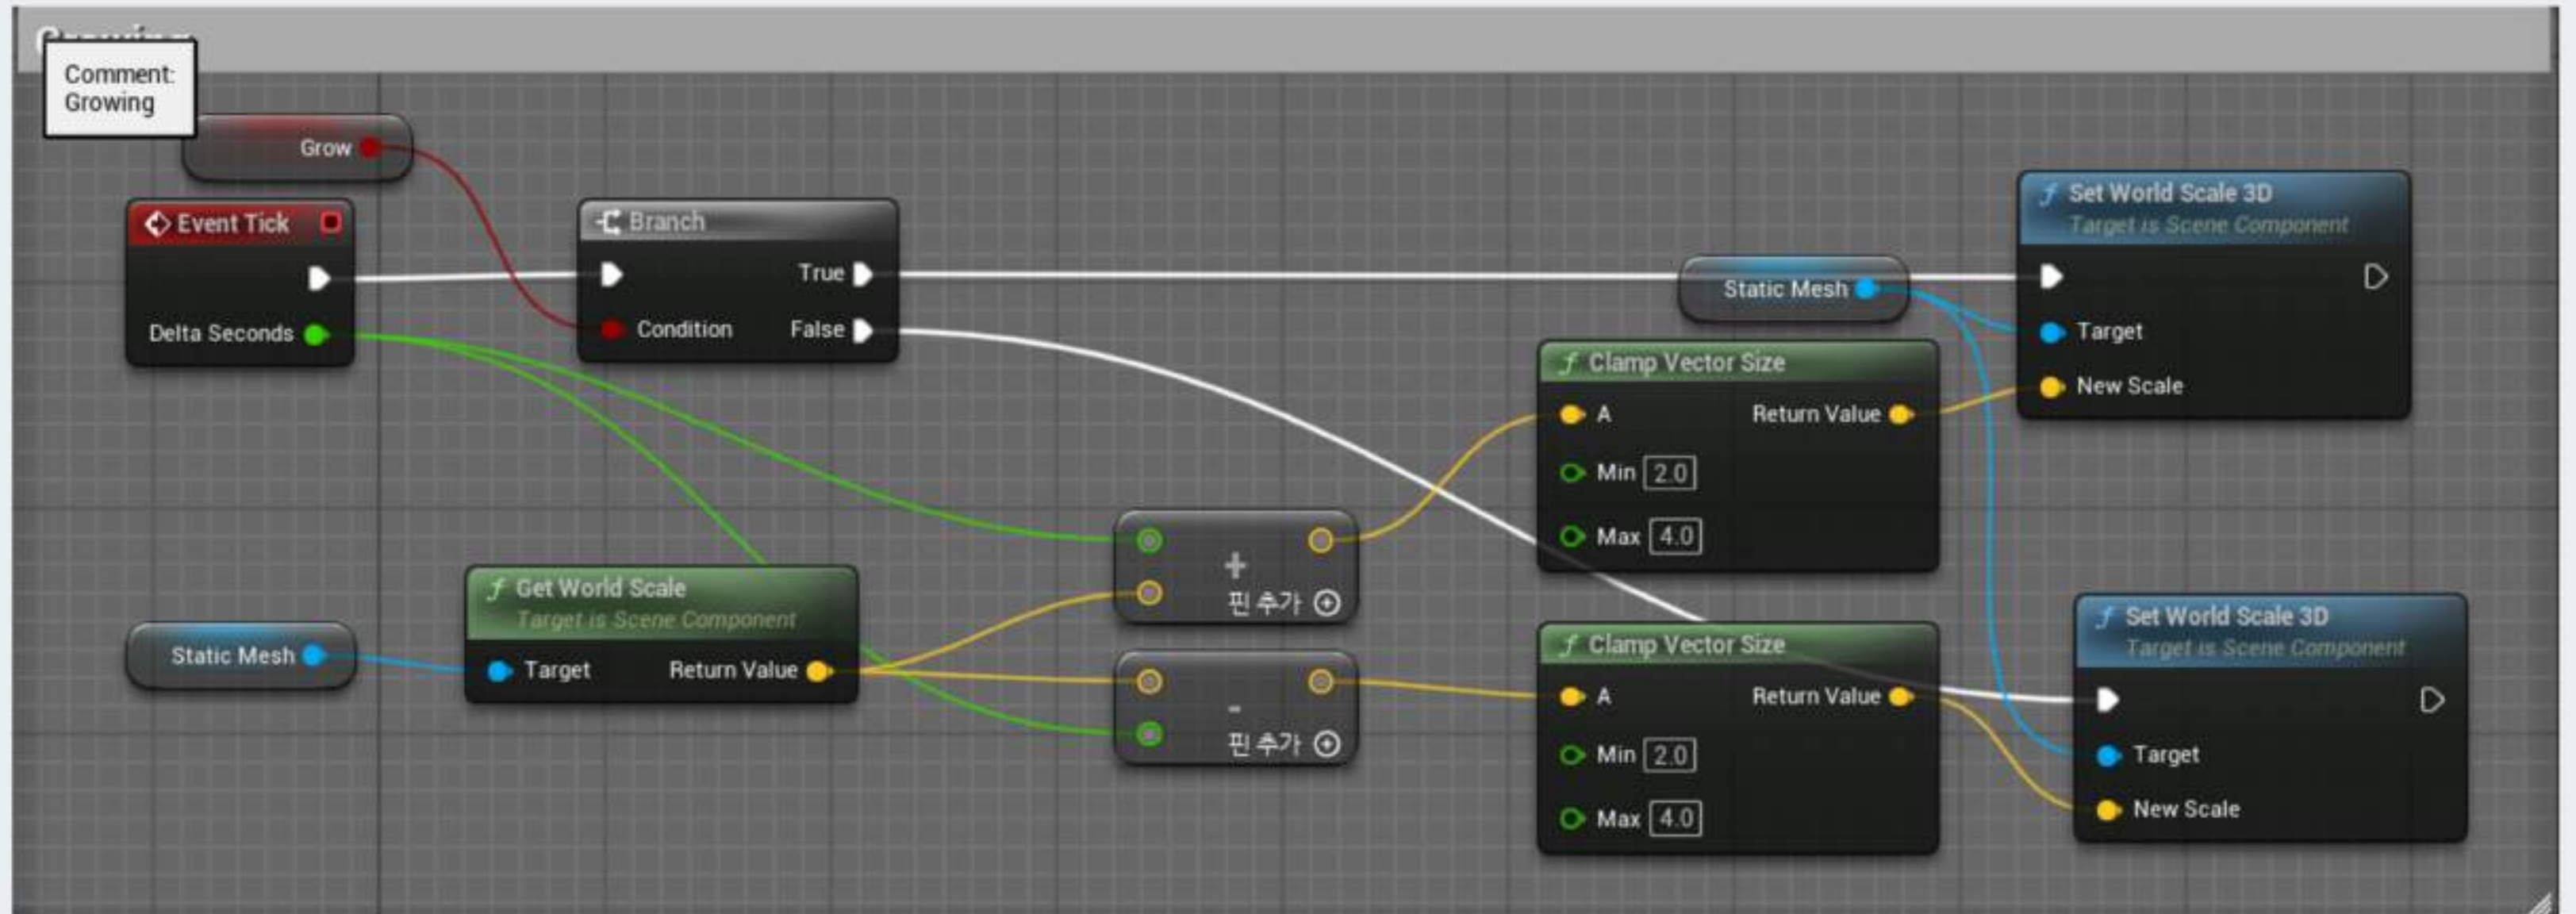 Comment:
Growing
Grow
Event Tick
Delta Seconds
Branch
True
Condition
False
Static Mesh
Set World Scale 3D
Target is Scene Component
Target
New Scale
Clamp Vector Size
A
Return Value
Min 2.0
Max 4.0
Static Mesh
Get World Scale
Target is Scene Component
Target
Return Value
+
핀 추가
-
핀 추가
Clamp Vector Size
A
Return Value
Min 2.0
Max 4.0
Set World Scale 3D
Target is Scene Component
Target
New Scale